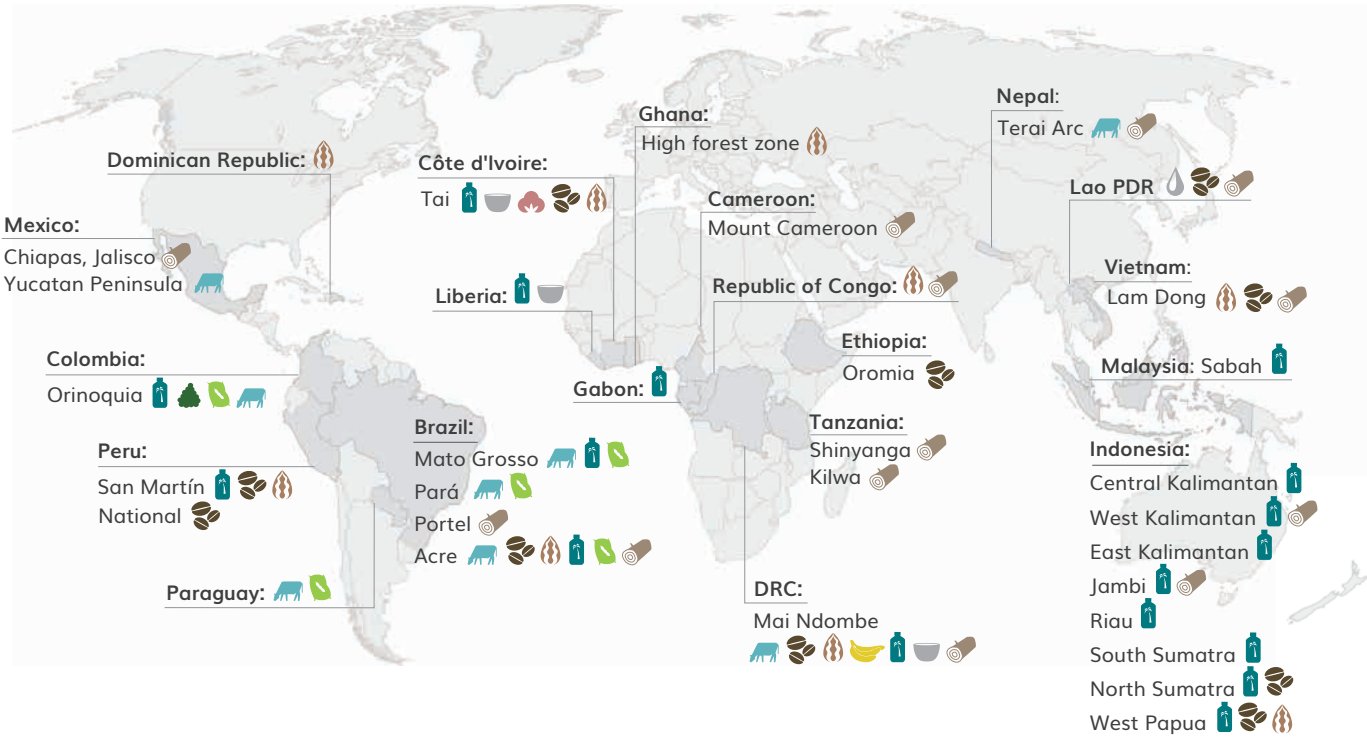 Dominican Republic:
Mexico:
Chiapas, Jalisco
Yucatan Peninsula
Colombia:
Orinoquia
Peru:
San Martín
National
Paraguay:
Côte d'Ivoire:
Tai
Liberia:
Gabon:
Brazil:
Mato Grosso
Pará
Portel
Acre
Ghana:
High forest zone
Cameroon:
Mount Cameroon
Republic of Congo:
Ethiopia:
Oromia
Tanzania:
Shinyanga
Kilwa
DRC:
Mai Ndombe
Nepal:
Terai Arc
Lao PDR
Vietnam:
Lam Dong
Malaysia: Sabah
Indonesia:
Central Kalimantan
West Kalimantan
East Kalimantan
Jambi
Riau
South Sumatra
North Sumatra
West Papua